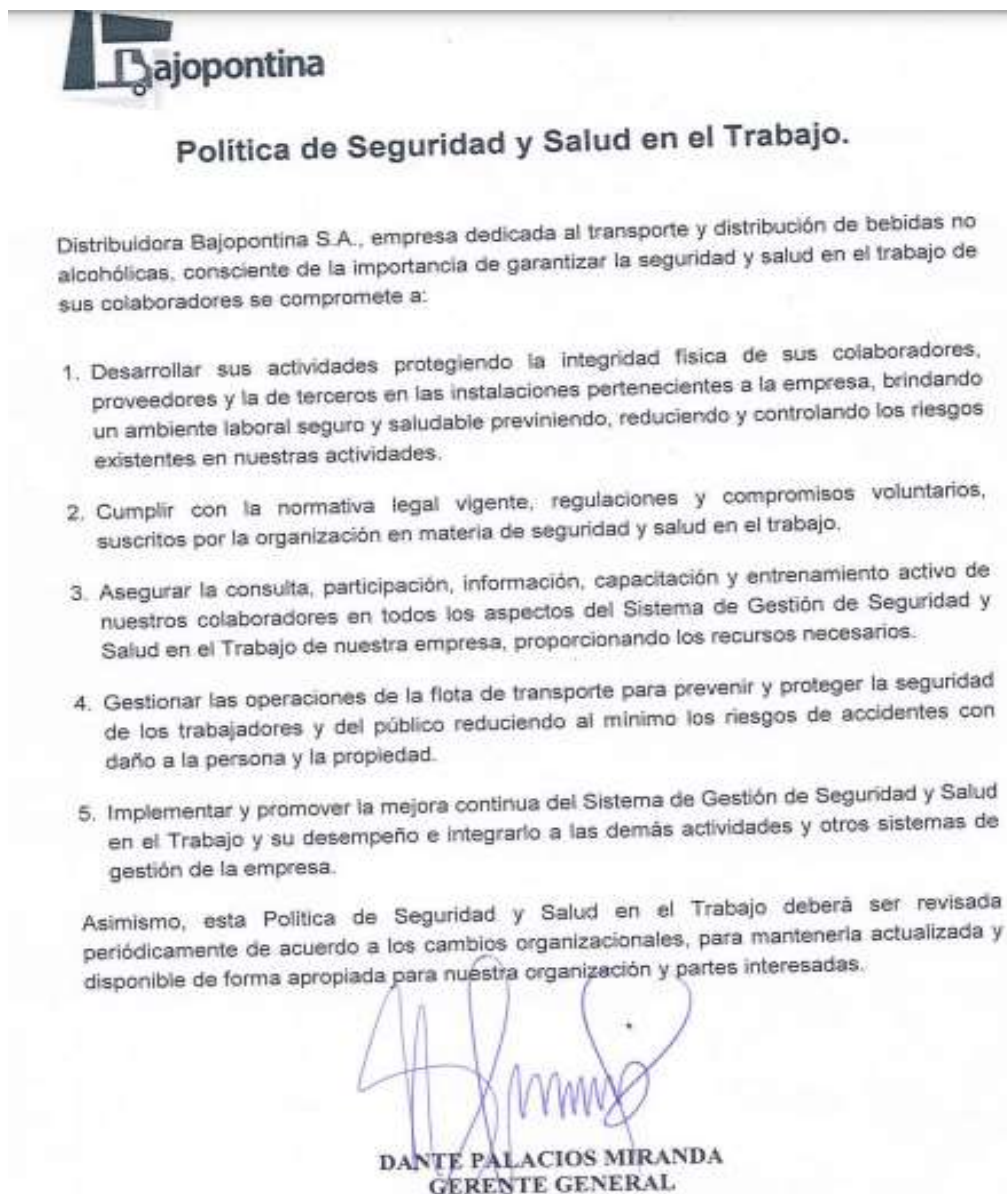 Bajopontina
Política de Seguridad y Salud en el Trabajo.
Distribuidora Bajopontina S.A., empresa dedicada al transporte y distribución de bebidas no
alcohólicas, consciente de la importancia de garantizar la seguridad y salud en el trabajo de
sus colaboradores se compromete a:
1. Desarrollar sus actividades protegiendo la integridad física de sus colaboradores,
proveedores y la de terceros en las instalaciones pertenecientes a la empresa, brindando
un ambiente laboral seguro y saludable previniendo, reduciendo y controlando los riesgos
existentes en nuestras actividades.
2. Cumplir con la normativa legal vigente, regulaciones y compromisos voluntarios,
suscritos por la organización en materia de seguridad y salud en el trabajo.
3. Asegurar la consulta, participación, información, capacitación y entrenamiento activo de
nuestros colaboradores en todos los aspectos del Sistema de Gestión de Seguridad y
Salud en el Trabajo de nuestra empresa, proporcionando los recursos necesarios.
4. Gestionar las operaciones de la flota de transporte para prevenir y proteger la seguridad
de los trabajadores y del público reduciendo al mínimo los riesgos de accidentes con
daño a la persona y la propiedad.
5. Implementar y promover la mejora continua del Sistema de Gestión de Seguridad y Salud
en el Trabajo y su desempeño e integrarlo a las demás actividades y otros sistemas de
gestión de la empresa.
Asimismo, esta Política de Seguridad y Salud en el Trabajo deberá ser revisada
periódicamente de acuerdo a los cambios organizacionales, para mantenerla actualizada y
disponible de forma apropiada para nuestra organización y partes interesadas.
DANTE PALACIOS MIRANDA
GERENTE GENERAL